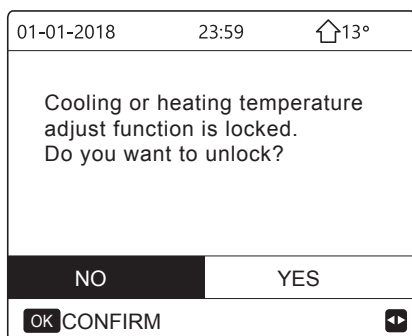 01-01-2018 23:59 13°
Cooling or heating temperature
adjust function is locked.
Do you want to unlock?
NO YES
OK CONFIRM